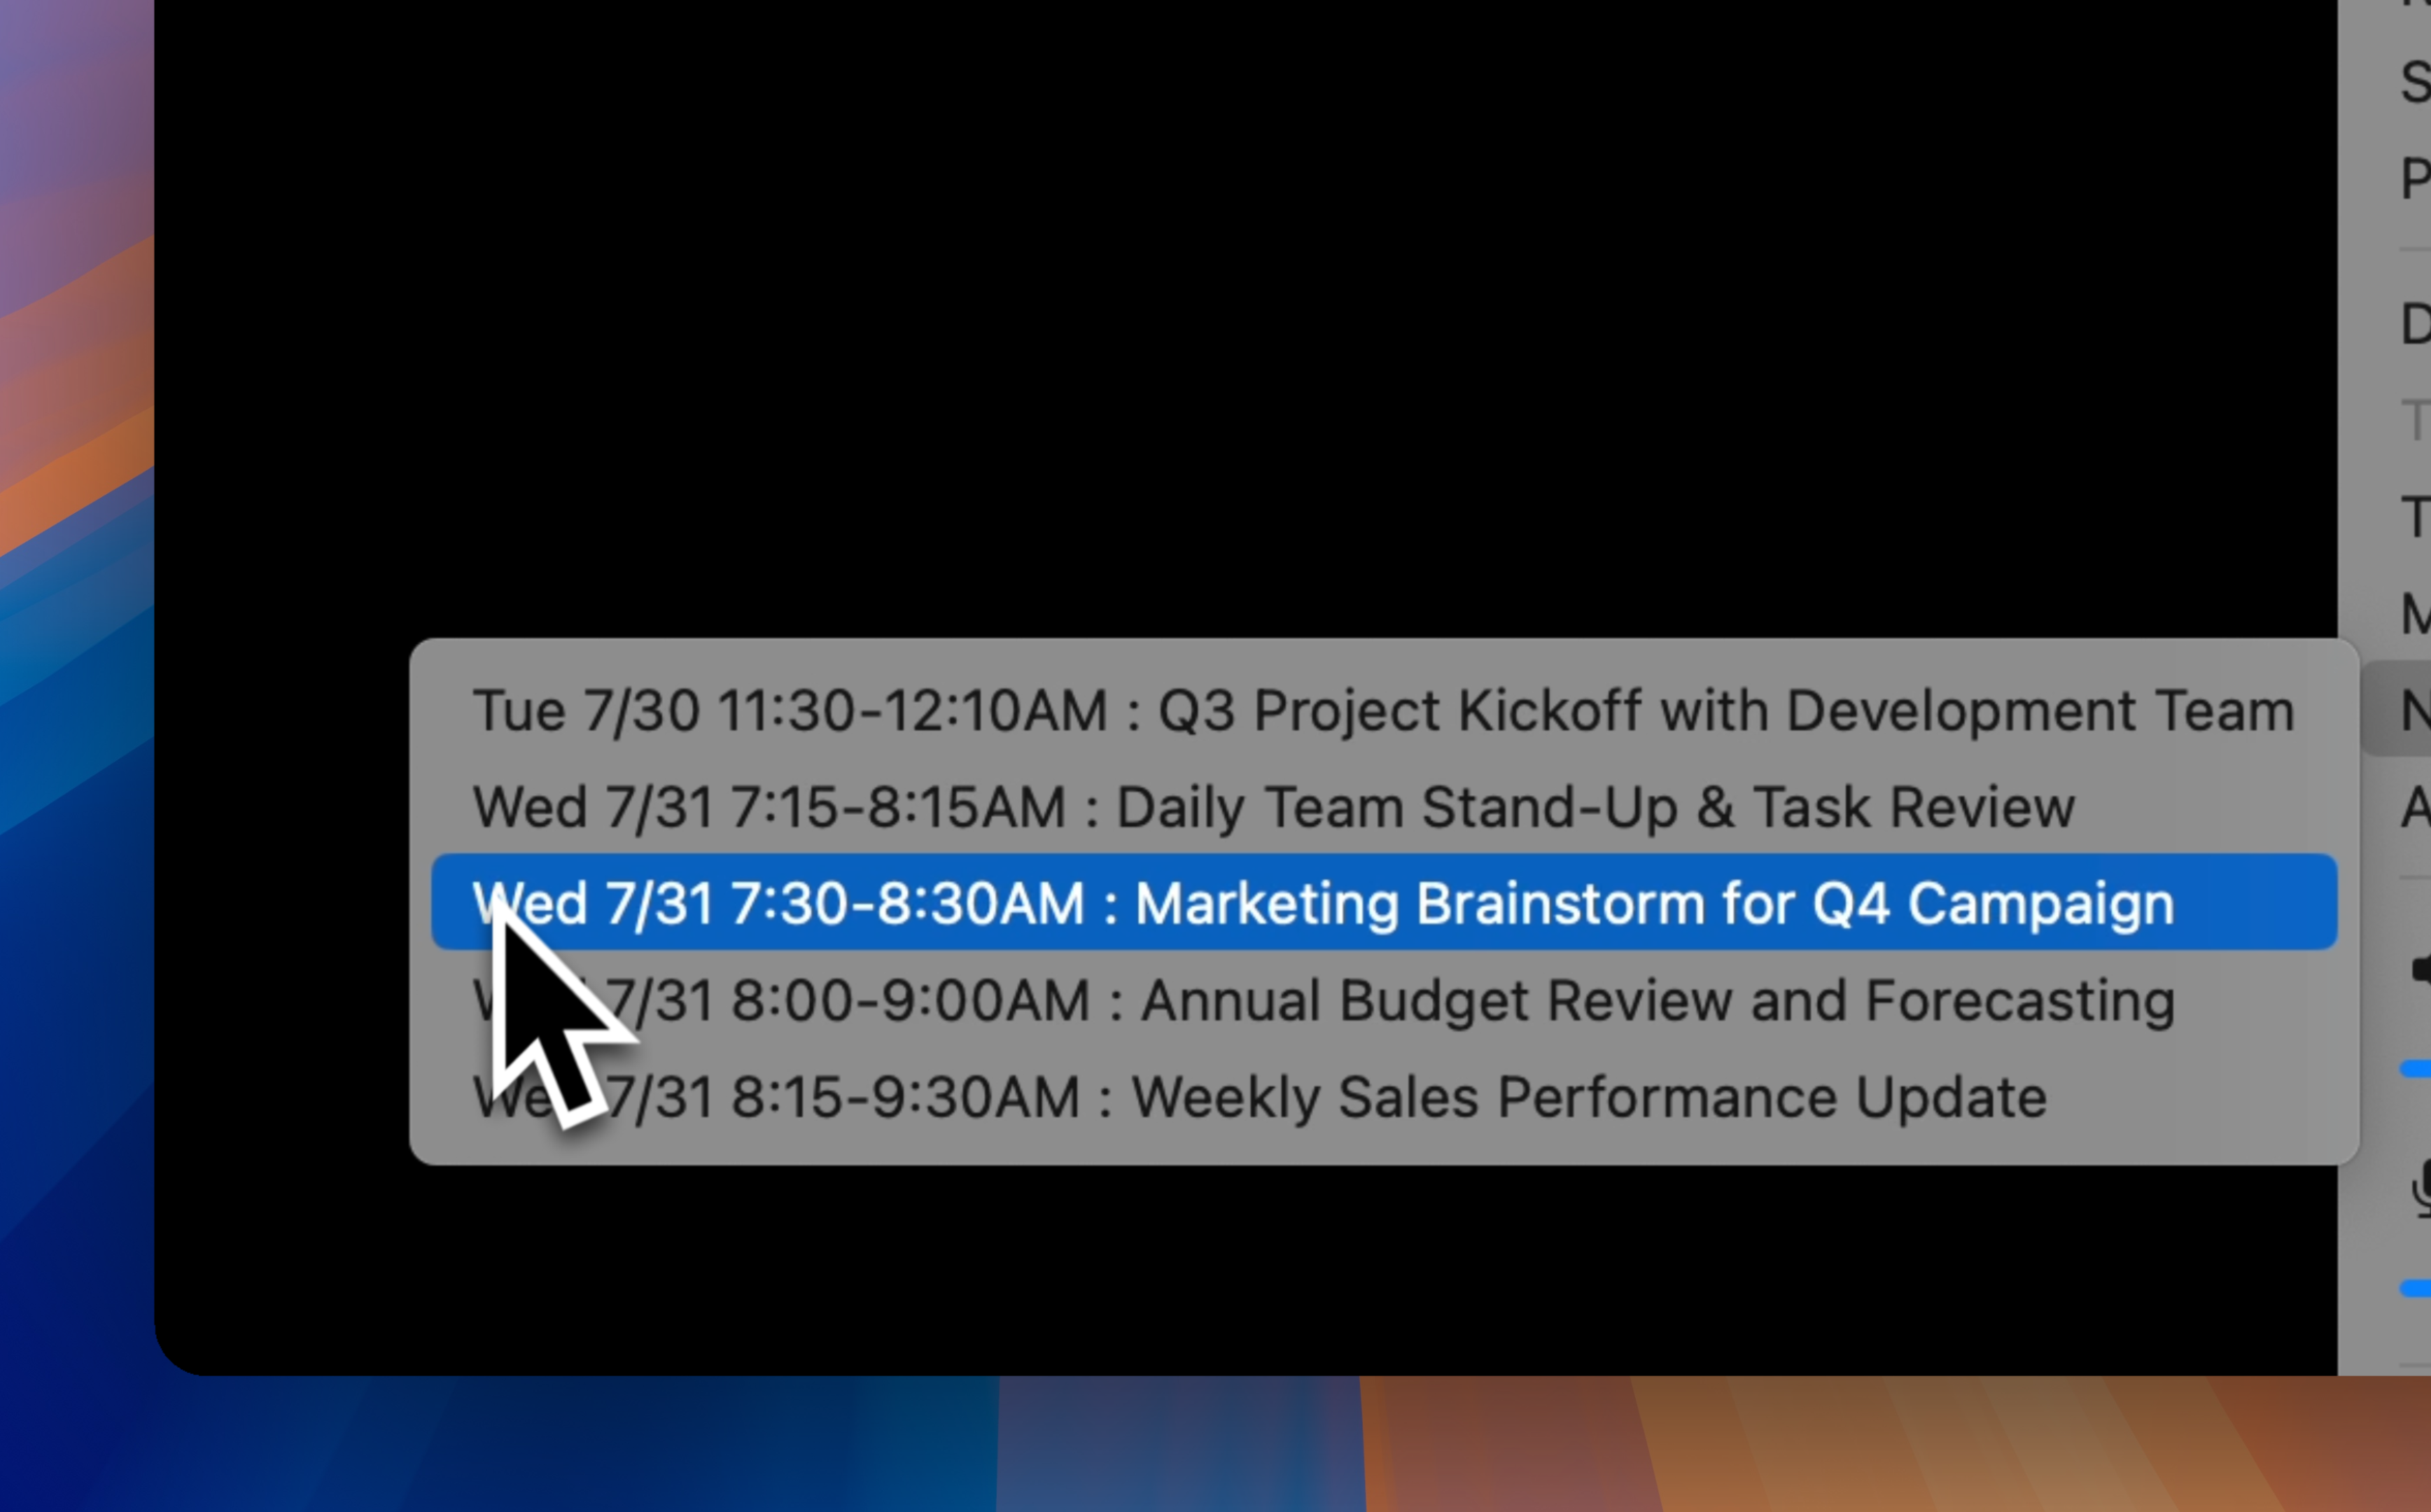 Tue 7/30 11:30-12:10AM : Q3 Project Kickoff with Development Team
Wed 7/31 7:15-8:15AM : Daily Team Stand-Up & Task Review
Wed 7/31 7:30-8:30AM : Marketing Brainstorm for Q4 Campaign
7/31 8:00-9:00AM : Annual Budget Review and Forecasting
Wed 7/31 8:15-9:30AM : Weekly Sales Performance Update
S
P
D
T
T
M
N
A